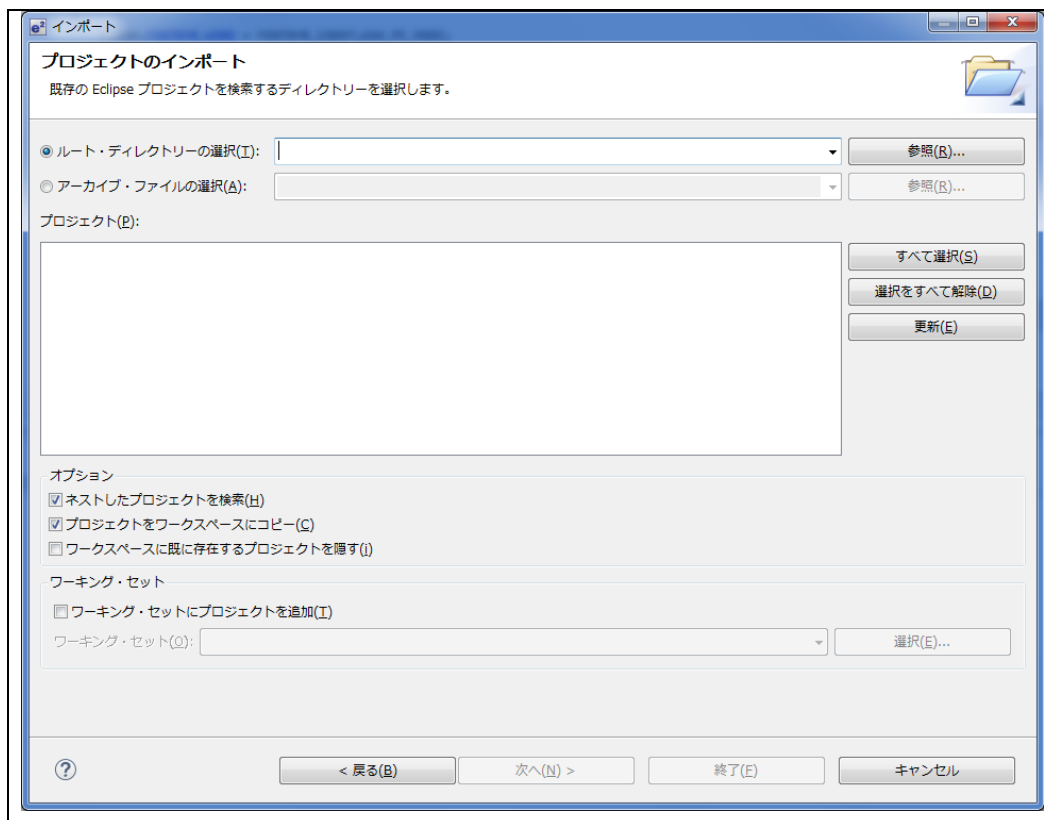 e² インポート
プロジェクトのインポート
既存の Eclipse プロジェクトを検索するディレクトリーを選択します。
ルート・ディレクトリーの選択(T): 参照(R)...
アーカイブ・ファイルの選択(A): 参照(R)...
プロジェクト(P):
すべて選択(S)
選択をすべて解除(D)
更新(E)
オプション
ネストしたプロジェクトを検索(H)
プロジェクトをワークスペースにコピー(C)
ワークスペースに既に存在するプロジェクトを隠す(i)
ワーキング・セット
ワーキング・セットにプロジェクトを追加(T)
ワーキング・セット(O): 選択(E)...
? < 戻る(B) 次へ(N) > 終了(F) キャンセル